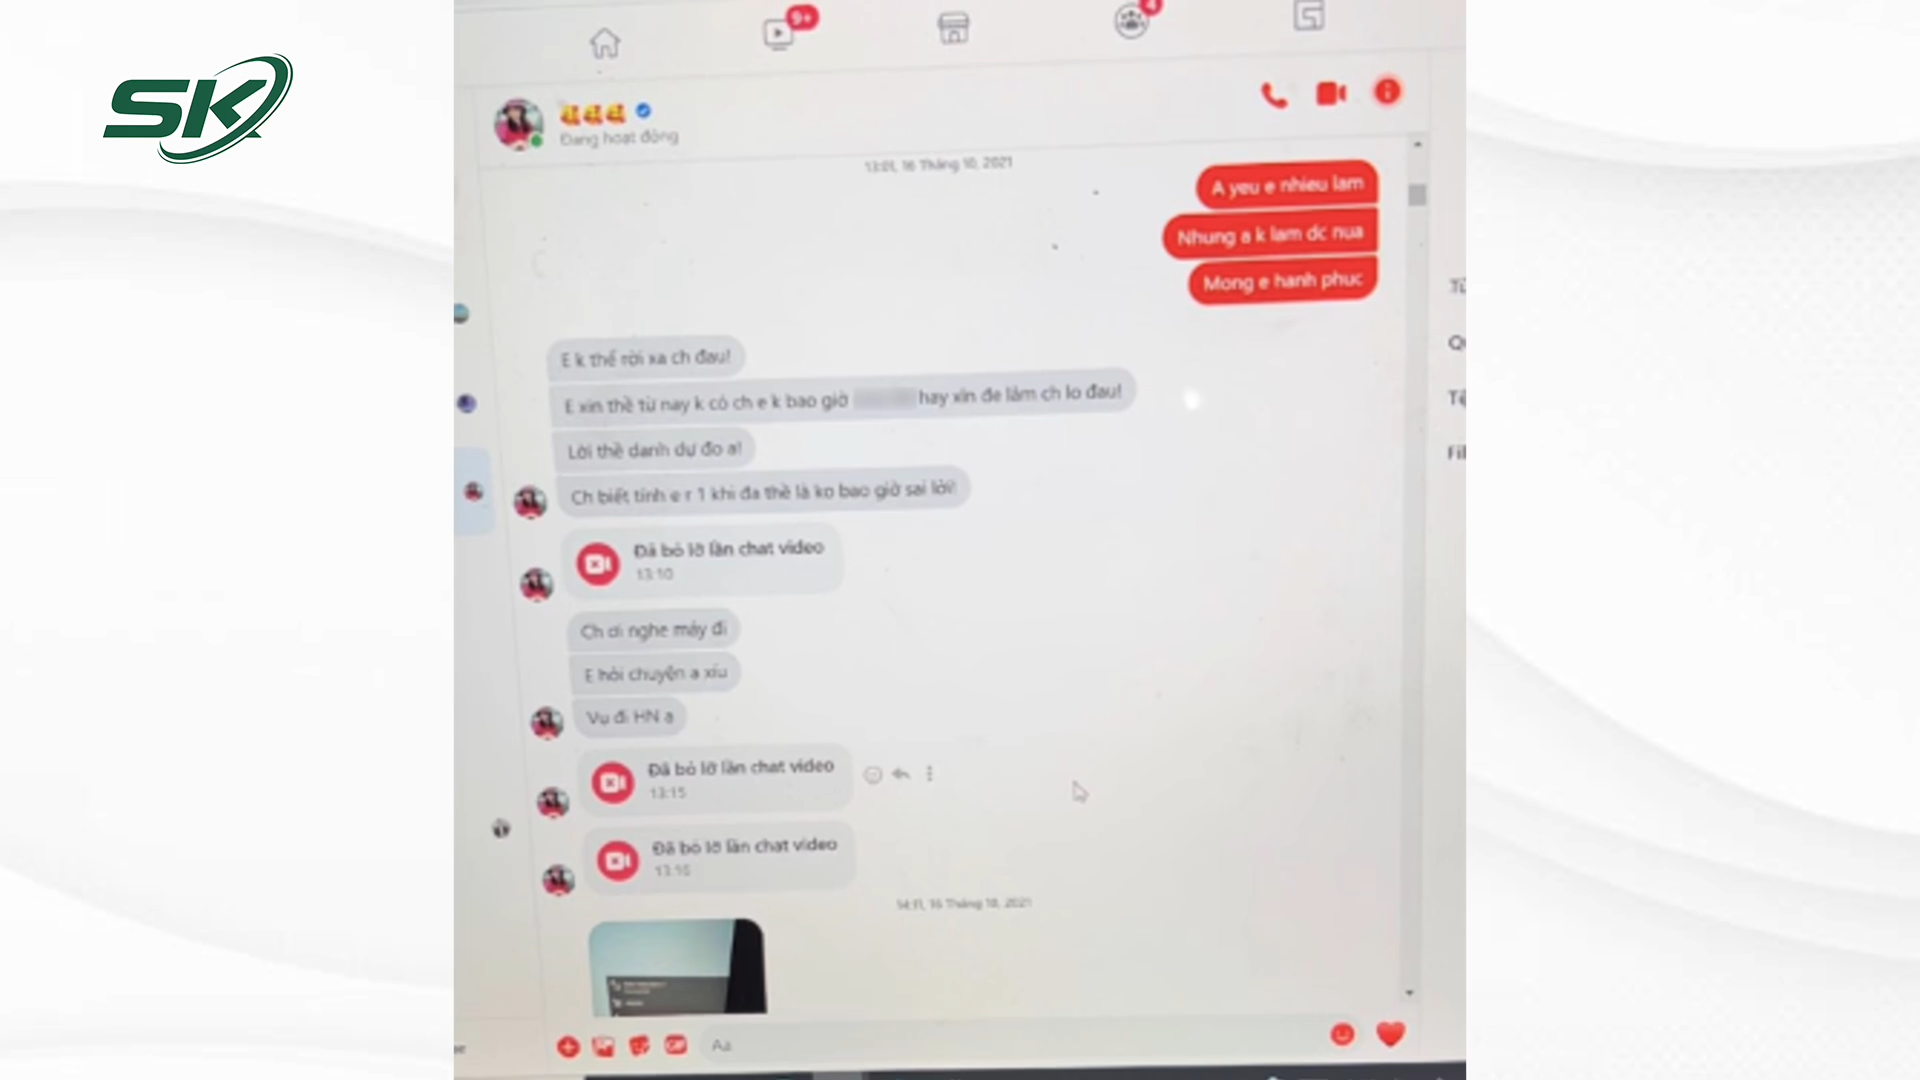 SK
9+
4
Đang hoạt động
13:01, 16 Tháng 10, 2021
A yeu e nhieu lam
Nhung a k lam dc nua
Mong e hanh phuc
E k thể rời xa ch đau!
E xin thề từ nay k có ch e k bao giờ hay xin đe lắm ch lo đau!
Lời thề danh dự đo a!
Ch biết tính e r 1 khi đa thề là ko bao giờ sai lời!
Đã bỏ lỡ lần chat video
13:10
Ch di nghe máy đi
E hỏi chuyện a xíu
Vụ đi HN a
Đã bỏ lỡ lần chat video
13:15
Đã bỏ lỡ lần chat video
14:11, 16 Tháng 10, 2021
GIF
Aa